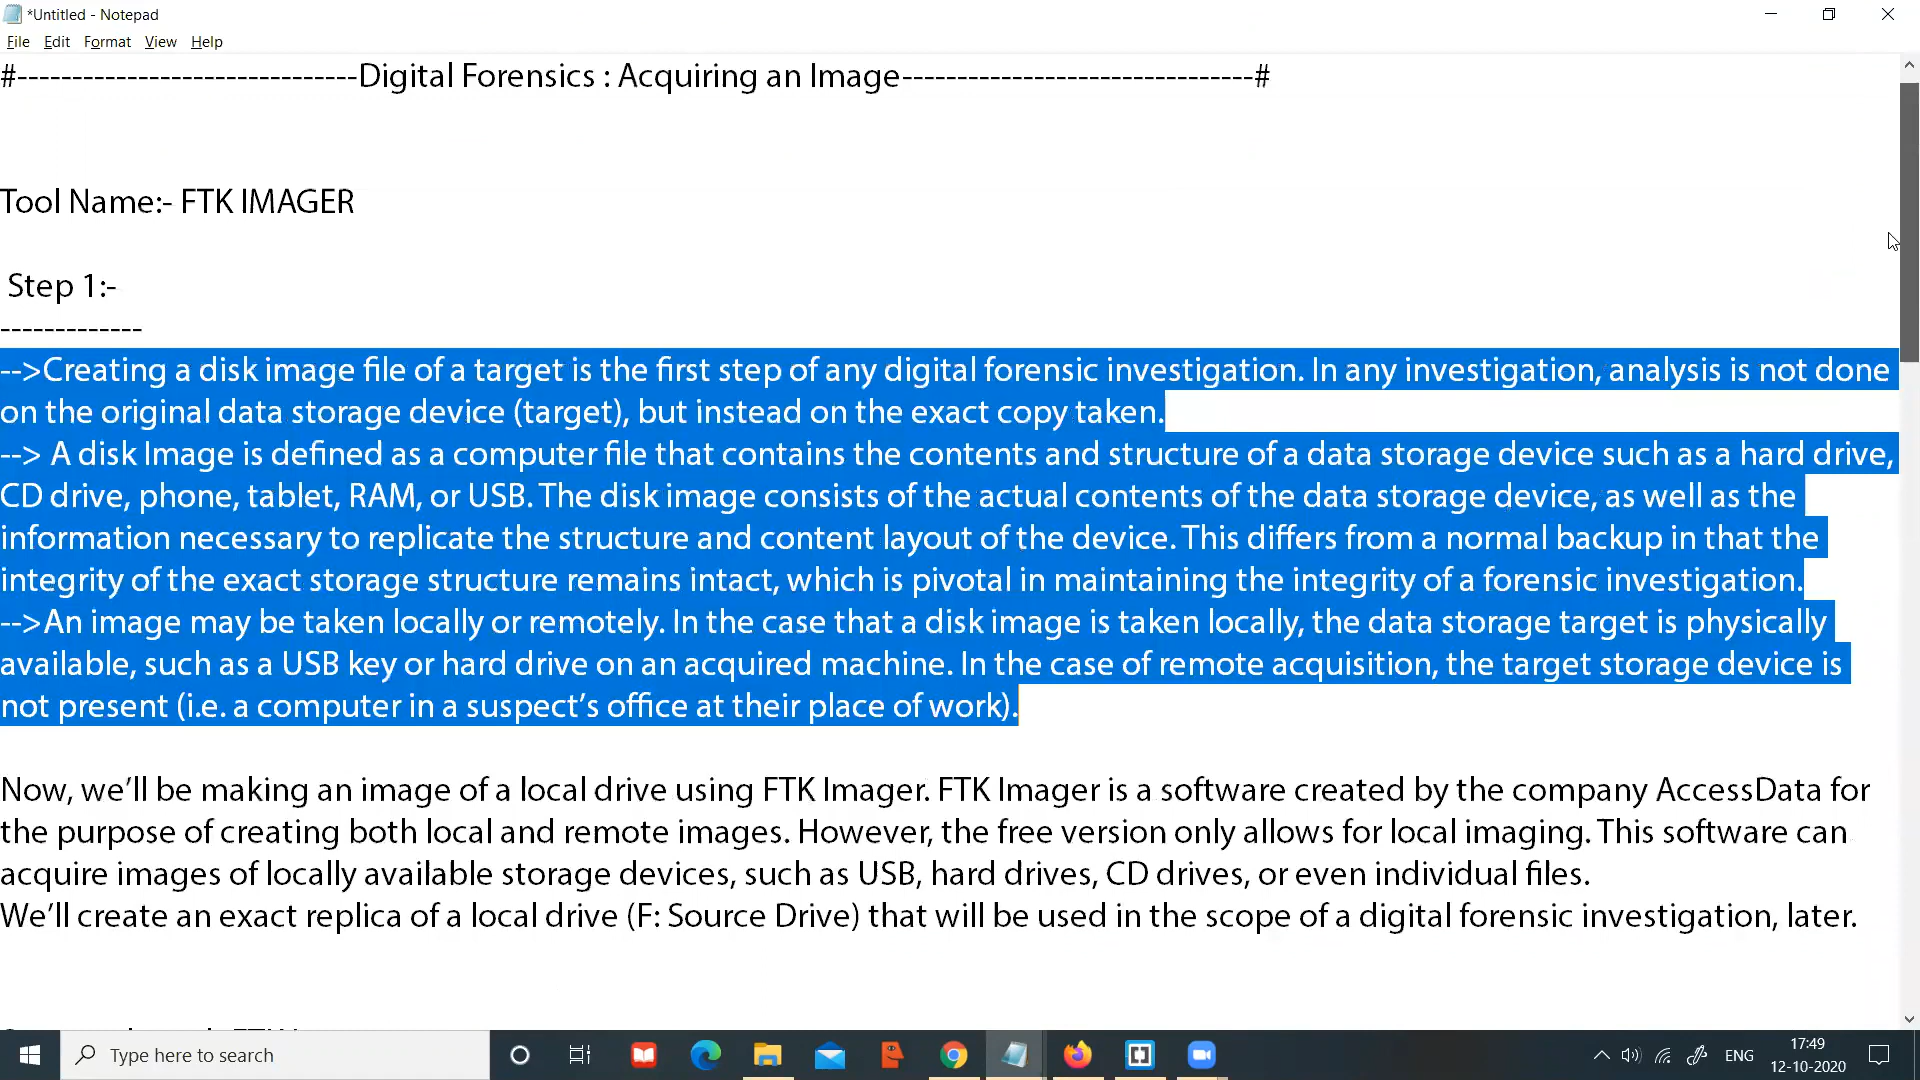 *Untitled - Notepad
File Edit Format View Help
#-------------------------------Digital Forensics : Acquiring an Image--------------------------------#
Tool Name:- FTK IMAGER
Step 1:-
-------------
-->Creating a disk image file of a target is the first step of any digital forensic investigation. In any investigation, analysis is not done
on the original data storage device (target), but instead on the exact copy taken.
--> A disk Image is defined as a computer file that contains the contents and structure of a data storage device such as a hard drive,
CD drive, phone, tablet, RAM, or USB. The disk image consists of the actual contents of the data storage device, as well as the
information necessary to replicate the structure and content layout of the device. This differs from a normal backup in that the
integrity of the exact storage structure remains intact, which is pivotal in maintaining the integrity of a forensic investigation.
-->An image may be taken locally or remotely. In the case that a disk image is taken locally, the data storage target is physically
available, such as a USB key or hard drive on an acquired machine. In the case of remote acquisition, the target storage device is
not present (i.e. a computer in a suspect’s office at their place of work).
Now, we’ll be making an image of a local drive using FTK Imager. FTK Imager is a software created by the company AccessData for
the purpose of creating both local and remote images. However, the free version only allows for local imaging. This software can
acquire images of locally available storage devices, such as USB, hard drives, CD drives, or even individual files.
We’ll create an exact replica of a local drive (F: Source Drive) that will be used in the scope of a digital forensic investigation, later.
Type here to search
ENG
17:49
12-10-2020